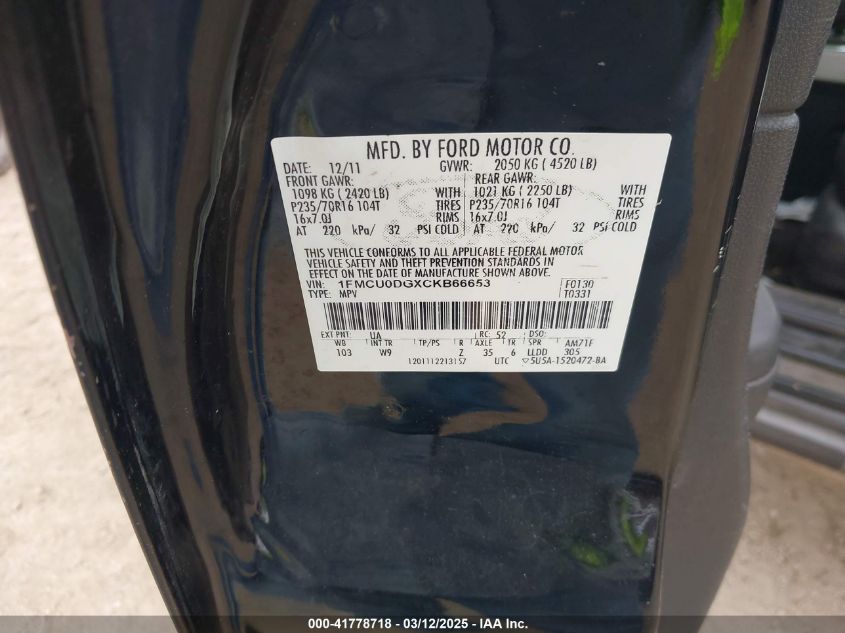 MFD. BY FORD MOTOR CO.
DATE: 12/11 GVWR: 2050 KG ( 4520 LB)
FRONT GAWR: REAR GAWR:
1098 KG ( 2420 LB) WITH 1021 KG ( 2250 LB) WITH
P235/70R16 104T TIRES P235/70R16 104T TIRES
16x7.0J RIMS 16x7.0J RIMS
AT 220 kPa/ 32 PSI COLD AT 220 kPa/ 32 PSI COLD
THIS VEHICLE CONFORMS TO ALL APPLICABLE FEDERAL MOTOR
VEHICLE SAFETY AND THEFT PREVENTION STANDARDS IN
EFFECT ON THE DATE OF MANUFACTURE SHOWN ABOVE.
VIN: 1FMCU0DGXCKB66653 F0130
TYPE: MPV T0331
EXT PNT: UA RC: 52 DSO:
WB INT TR TP/PS R AXLE TR SPR AM71F
103 W9 Z 35 6 LLDD 305
1201112213157 UTC ▽5U5A-1520472-BA
000-41778718 - 03/12/2025 - IAAI.com